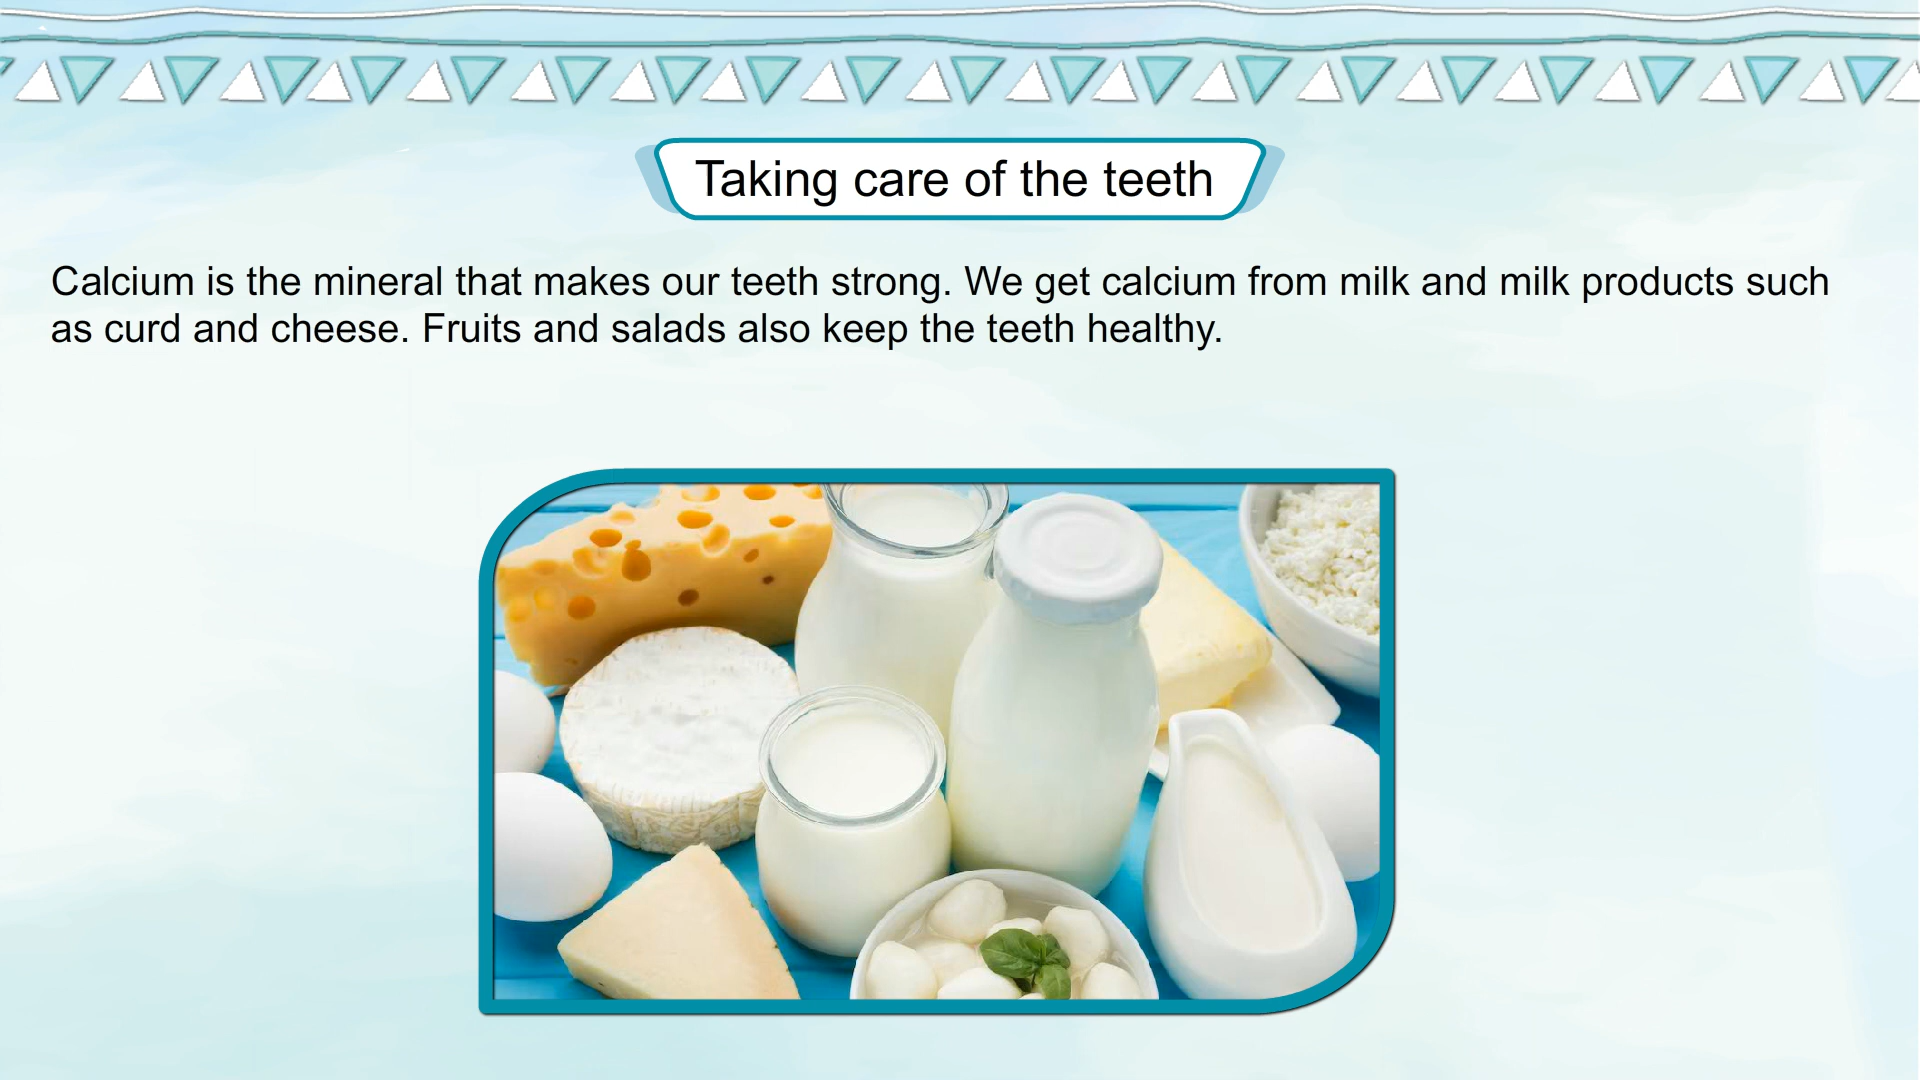 Taking care of the teeth
Calcium is the mineral that makes our teeth strong. We get calcium from milk and milk products such
as curd and cheese. Fruits and salads also keep the teeth healthy.